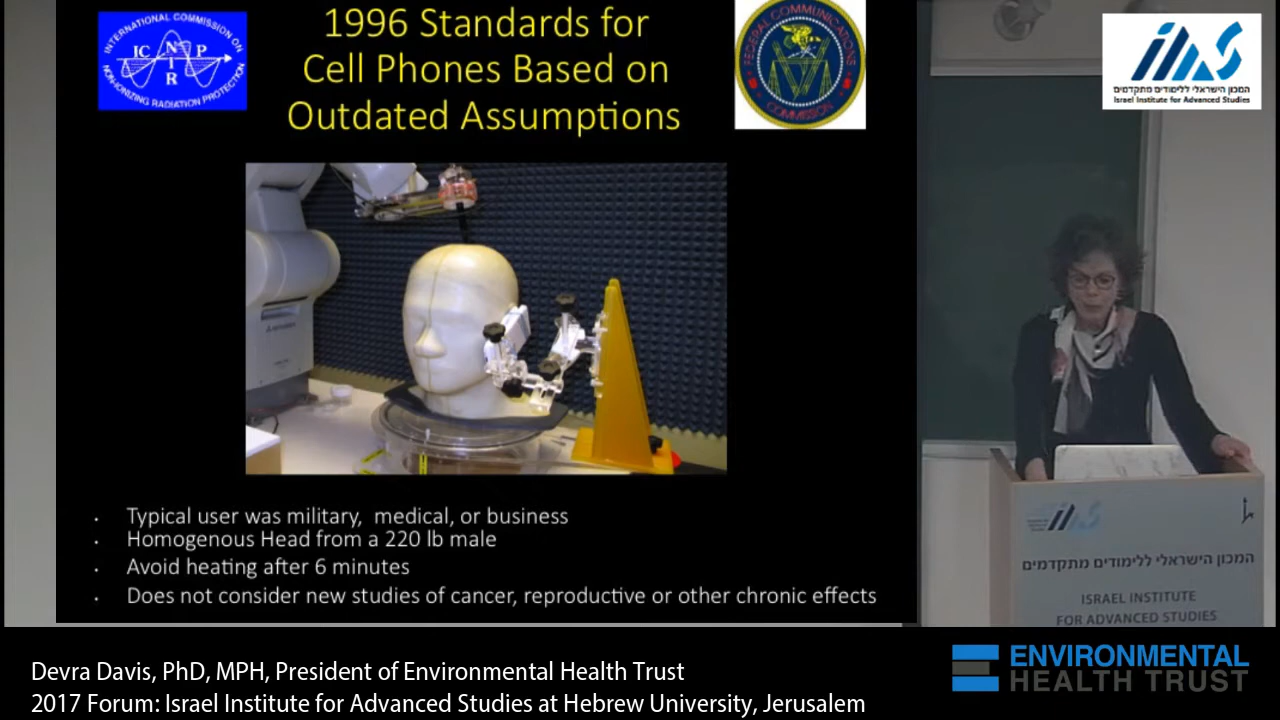 1996 Standards for
Cell Phones Based on
Outdated Assumptions
INTERNATIONAL COMMISSION ON
IC N P
I
R
NON-IONIZING RADIATION PROTECTION
FEDERAL COMMUNICATIONS
COMMISSION
• Typical user was military, medical, or business
• Homogenous Head from a 220 lb male
• Avoid heating after 6 minutes
• Does not consider new studies of cancer, reproductive or other chronic effects
המכון הישראלי ללימודים מתקדמים
Israel Institute for Advanced Studies
המכון הישראלי ללימודים מתקדמים
ISRAEL INSTITUTE
FOR ADVANCED STUDIES
Devra Davis, PhD, MPH, President of Environmental Health Trust
2017 Forum: Israel Institute for Advanced Studies at Hebrew University, Jerusalem
ENVIRONMENTAL
HEALTH TRUST